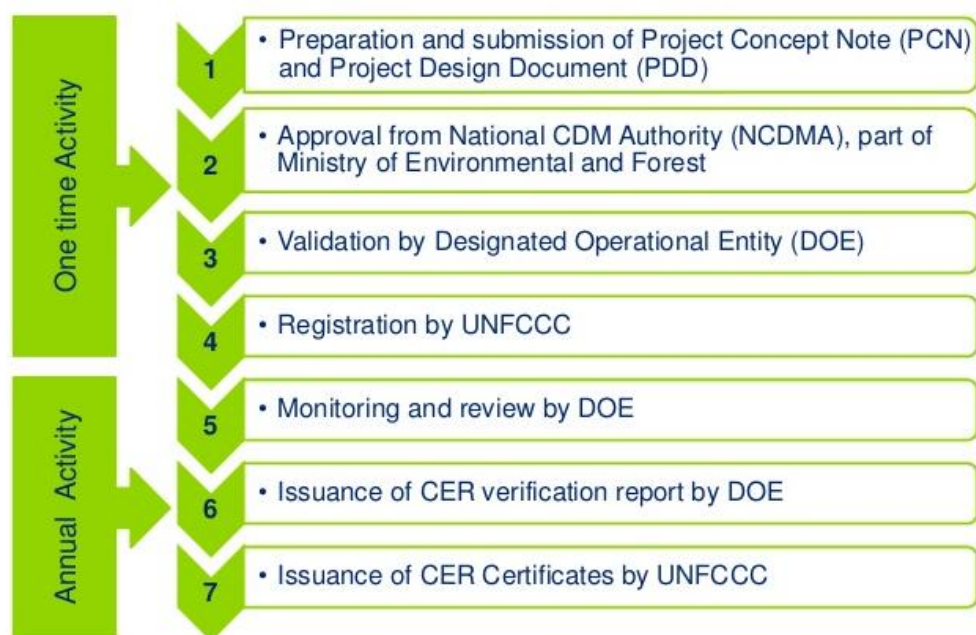 One time Activity
1
• Preparation and submission of Project Concept Note (PCN)
and Project Design Document (PDD)
2
• Approval from National CDM Authority (NCDMA), part of
Ministry of Environmental and Forest
3
• Validation by Designated Operational Entity (DOE)
4
• Registration by UNFCCC
Annual Activity
5
• Monitoring and review by DOE
6
• Issuance of CER verification report by DOE
7
• Issuance of CER Certificates by UNFCCC